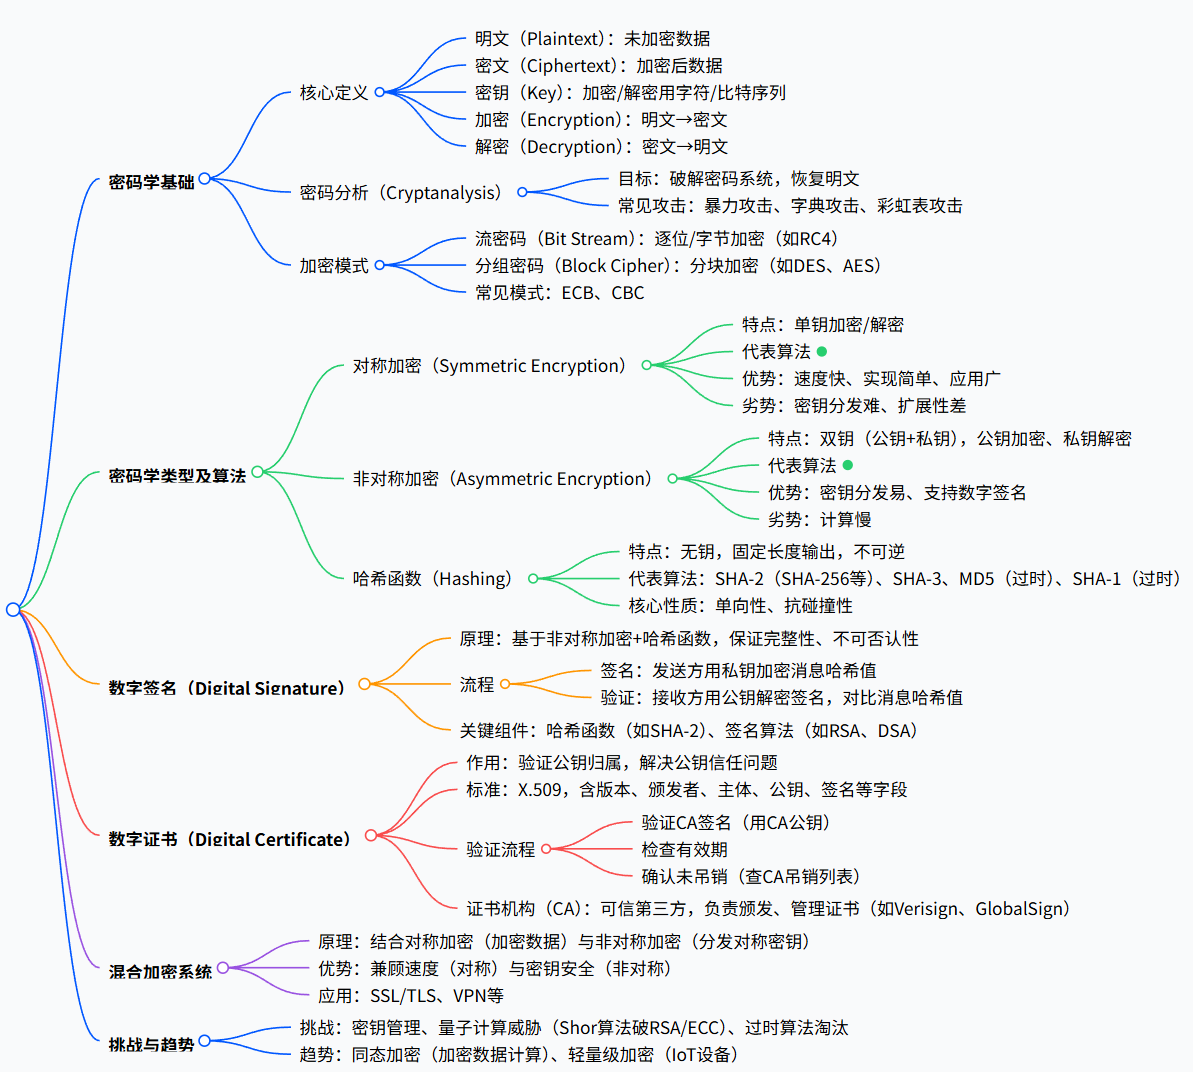 密码学基础
核心定义
明文（Plaintext）：未加密数据
密文（Ciphertext）：加密后数据
密钥（Key）：加密/解密用字符/比特序列
加密（Encryption）：明文→密文
解密（Decryption）：密文→明文
密码分析（Cryptanalysis）
目标：破解密码系统，恢复明文
常见攻击：暴力攻击、字典攻击、彩虹表攻击
加密模式
流密码（Bit Stream）：逐位/字节加密（如RC4）
分组密码（Block Cipher）：分块加密（如DES、AES）
常见模式：ECB、CBC
密码学类型及算法
对称加密（Symmetric Encryption）
特点：单钥加密/解密
代表算法
优势：速度快、实现简单、应用广
劣势：密钥分发难、扩展性差
非对称加密（Asymmetric Encryption）
特点：双钥（公钥+私钥），公钥加密、私钥解密
代表算法
优势：密钥分发易、支持数字签名
劣势：计算慢
哈希函数（Hashing）
特点：无钥，固定长度输出，不可逆
代表算法：SHA-2（SHA-256等）、SHA-3、MD5（过时）、SHA-1（过时）
核心性质：单向性、抗碰撞性
数字签名（Digital Signature）
原理：基于非对称加密+哈希函数，保证完整性、不可否认性
流程
签名：发送方用私钥加密消息哈希值
验证：接收方用公钥解密签名，对比消息哈希值
关键组件：哈希函数（如SHA-2）、签名算法（如RSA、DSA）
数字证书（Digital Certificate）
作用：验证公钥归属，解决公钥信任问题
标准：X.509，含版本、颁发者、主体、公钥、签名等字段
验证流程
验证CA签名（用CA公钥）
检查有效期
确认未吊销（查CA吊销列表）
证书机构（CA）：可信第三方，负责颁发、管理证书（如Verisign、GlobalSign）
混合加密系统
原理：结合对称加密（加密数据）与非对称加密（分发对称密钥）
优势：兼顾速度（对称）与密钥安全（非对称）
应用：SSL/TLS、VPN等
挑战与趋势
挑战：密钥管理、量子计算威胁（Shor算法破RSA/ECC）、过时算法淘汰
趋势：同态加密（加密数据计算）、轻量级加密（IoT设备）